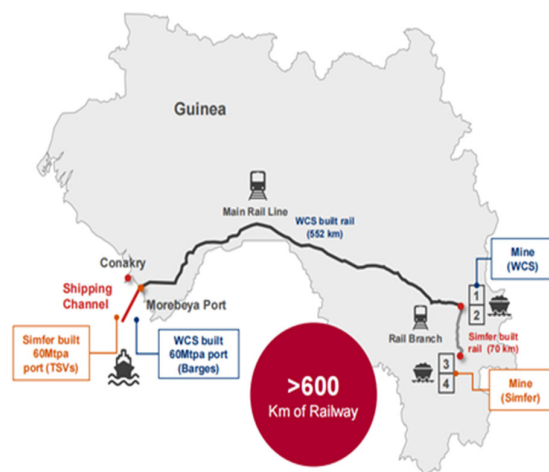 Guinea
Main Rail Line
WCS built rail
(552 km)
Conakry
Shipping
Channel
Morebeya Port
Simfer built
60Mtpa
port (TSVs)
WCS built
60Mtpa port
(Barges)
>600
Km of Railway
Rail Branch
Mine
(WCS)
1
2
Simfer built
rail (70 km)
3
4
Mine
(Simfer)